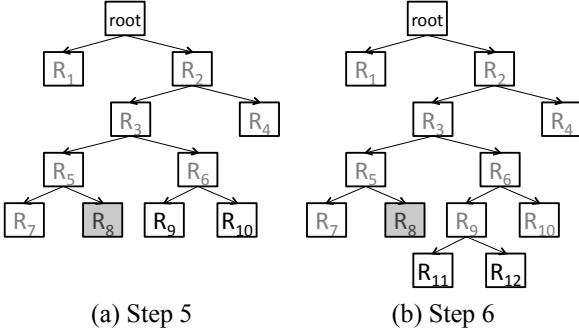 root root
R1 R2 R1 R2
R3 R4 R3 R4
R5 R6 R5 R6
R7 R8 R9 R10 R7 R8 R9 R10
R11 R12
(a) Step 5 (b) Step 6